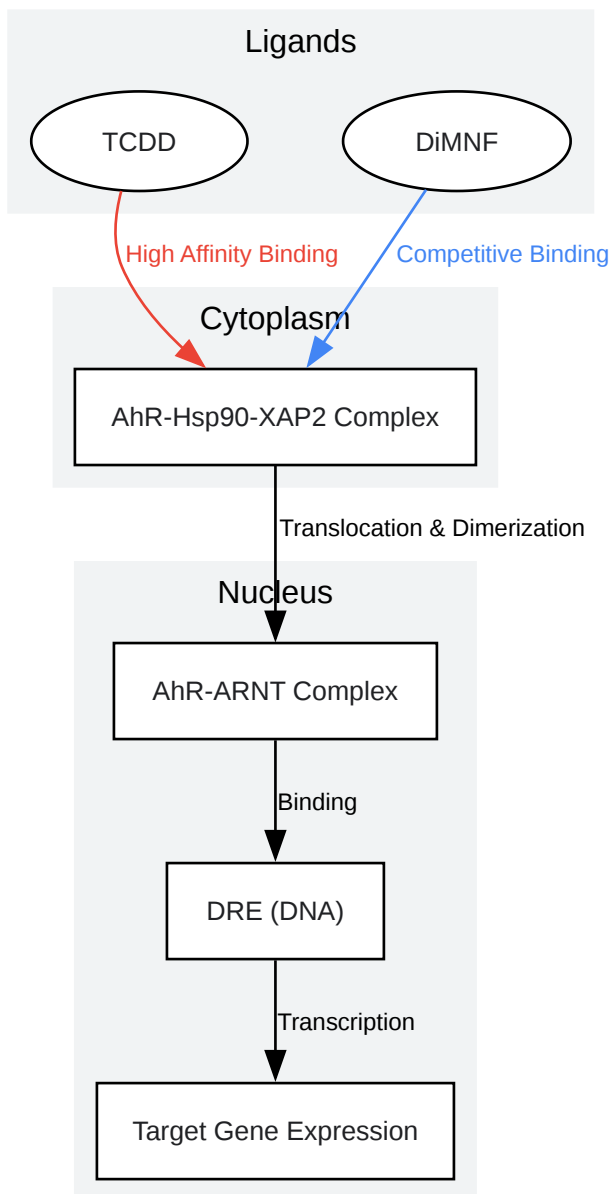 Ligands
TCDD
DiMNF
High Affinity Binding
Competitive Binding
Cytoplasm
AhR-Hsp90-XAP2 Complex
Translocation & Dimerization
Nucleus
AhR-ARNT Complex
Binding
DRE (DNA)
Transcription
Target Gene Expression